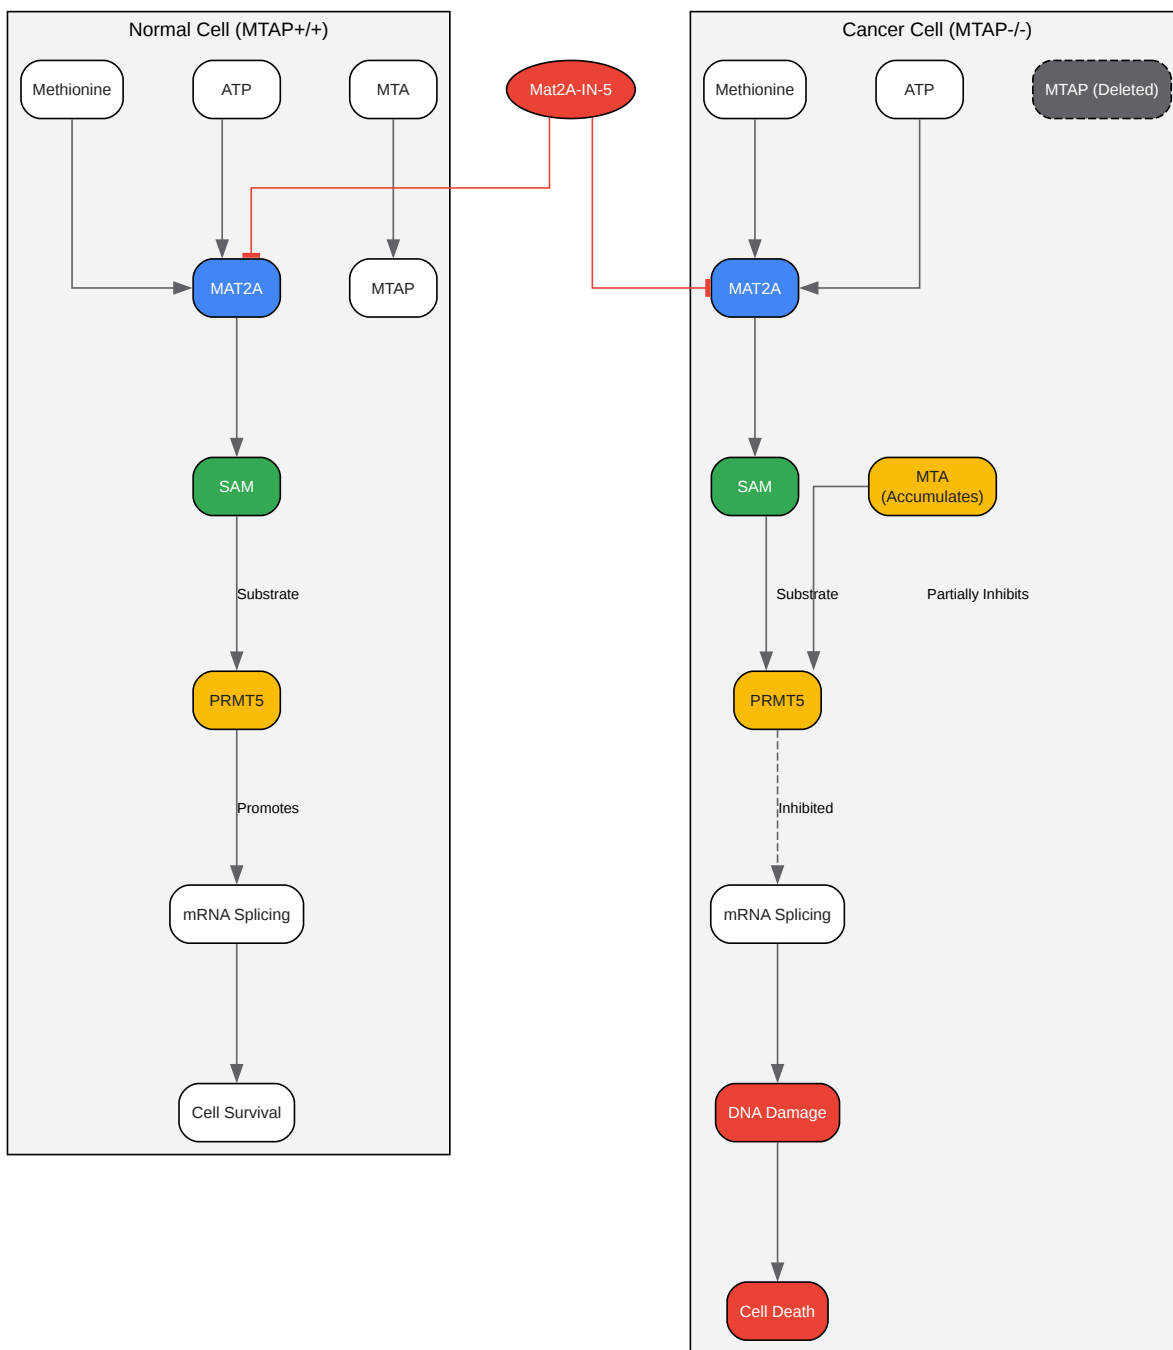 Normal Cell (MTAP+/+)
Methionine
ATP
MTA
MAT2A
MTAP
SAM
Substrate
PRMT5
Promotes
mRNA Splicing
Cell Survival
Mat2A-IN-5
Cancer Cell (MTAP-/-)
Methionine
ATP
MTAP (Deleted)
MAT2A
SAM
MTA
(Accumulates)
Substrate
Partially Inhibits
PRMT5
Inhibited
mRNA Splicing
DNA Damage
Cell Death